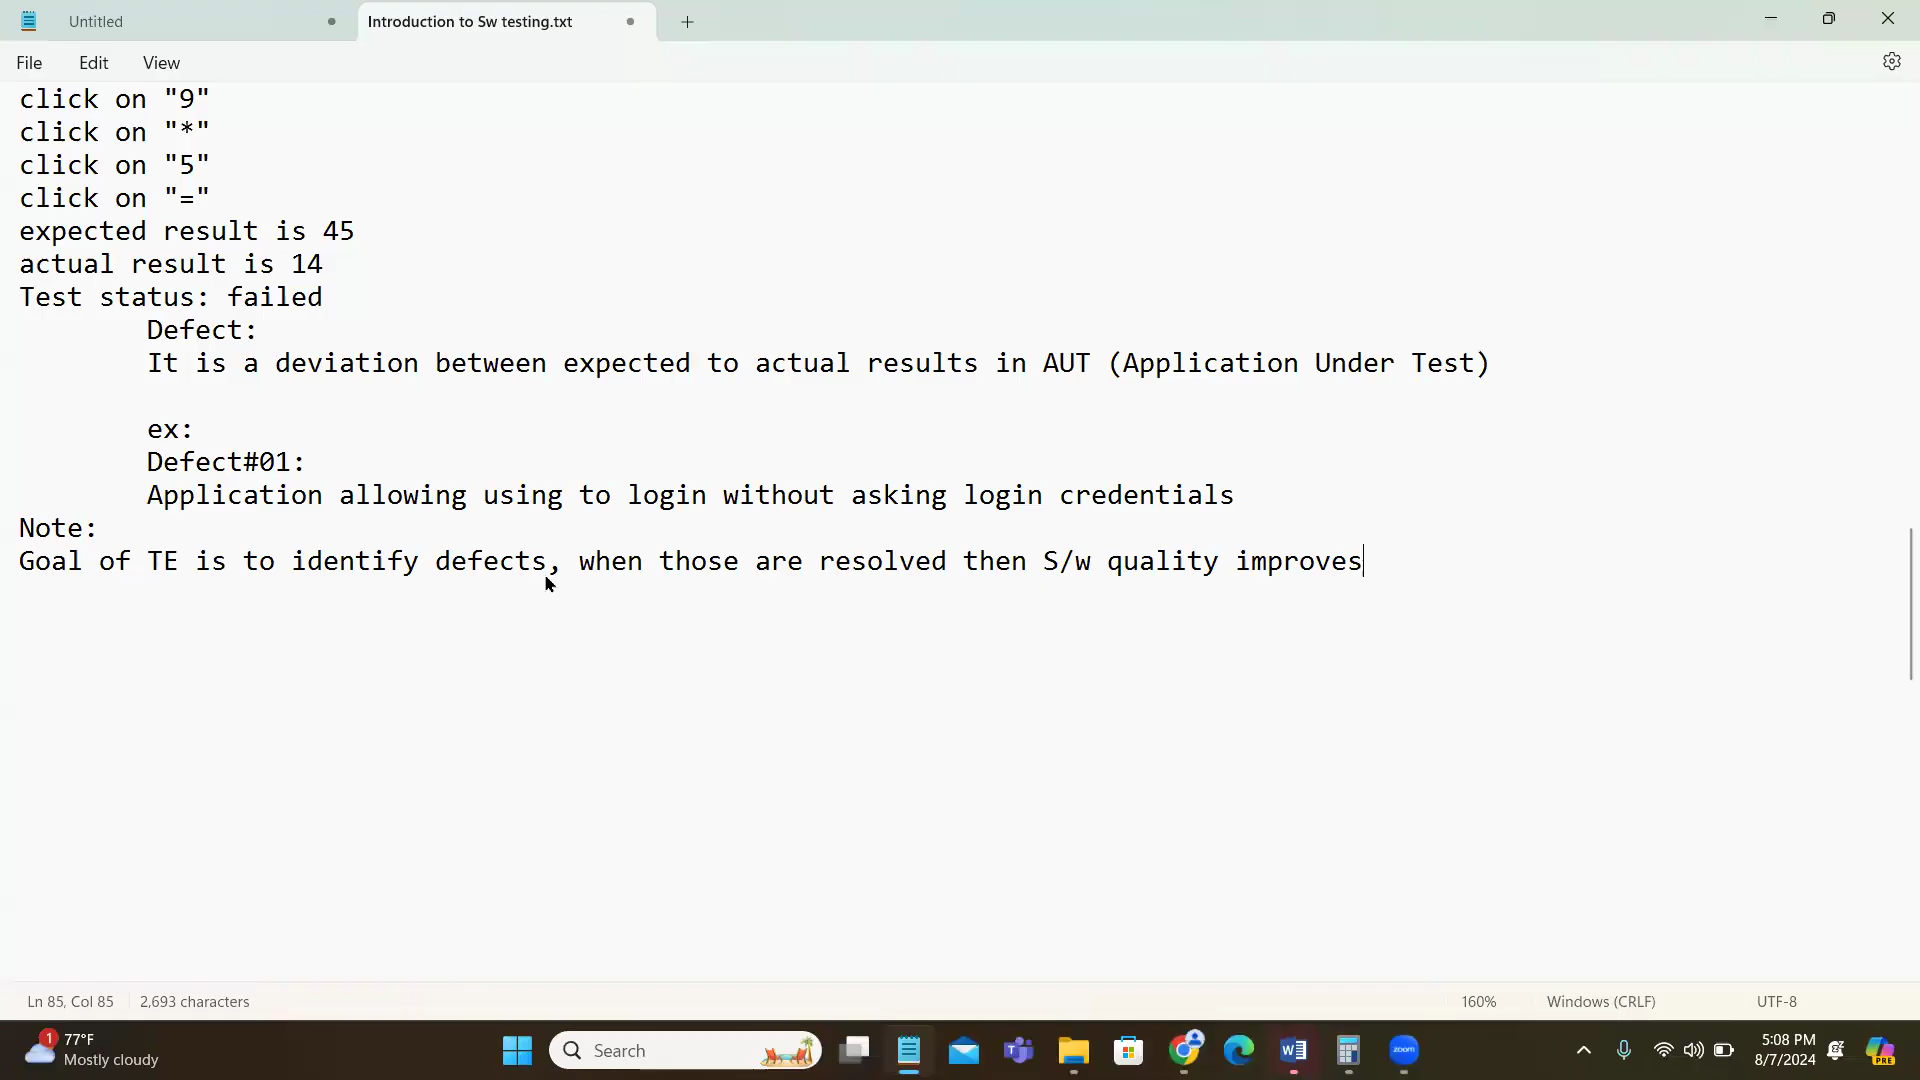 Untitled
Introduction to Sw testing.txt
File Edit View
click on "9"
click on "*"
click on "5"
click on "="
expected result is 45
actual result is 14
Test status: failed
Defect:
It is a deviation between expected to actual results in AUT (Application Under Test)
ex:
Defect#01:
Application allowing using to login without asking login credentials
Note:
Goal of TE is to identify defects, when those are resolved then S/w quality improves
Ln 85, Col 85 2,693 characters 160% Windows (CRLF) UTF-8
1
77°F
Mostly cloudy
Search
W
zoom
5:08 PM
8/7/2024
PRE